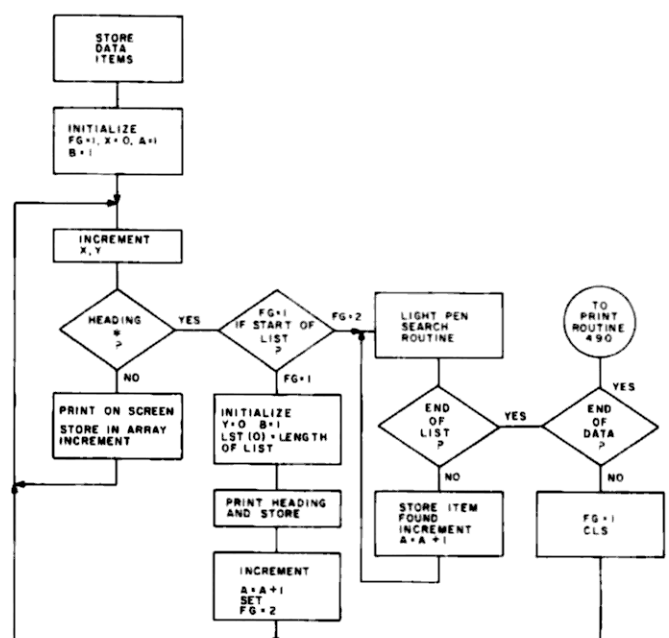 STORE
DATA
ITEMS
INITIALIZE
FG=1, X=0, A=1
B=1
INCREMENT
X, Y
HEADING
*
?
YES
NO
PRINT ON SCREEN
STORE IN ARRAY
INCREMENT
FG=1
IF START OF
LIST
?
FG=2
FG=1
INITIALIZE
Y=0 B=1
LST (0) = LENGTH
OF LIST
PRINT HEADING
AND STORE
INCREMENT
A=A+1
SET
FG=2
LIGHT PEN
SEARCH
ROUTINE
END
OF
LIST
?
YES
NO
STORE ITEM
FOUND
INCREMENT
A=A+1
TO
PRINT
ROUTINE
490
YES
END
OF
DATA
?
NO
FG=1
CLS